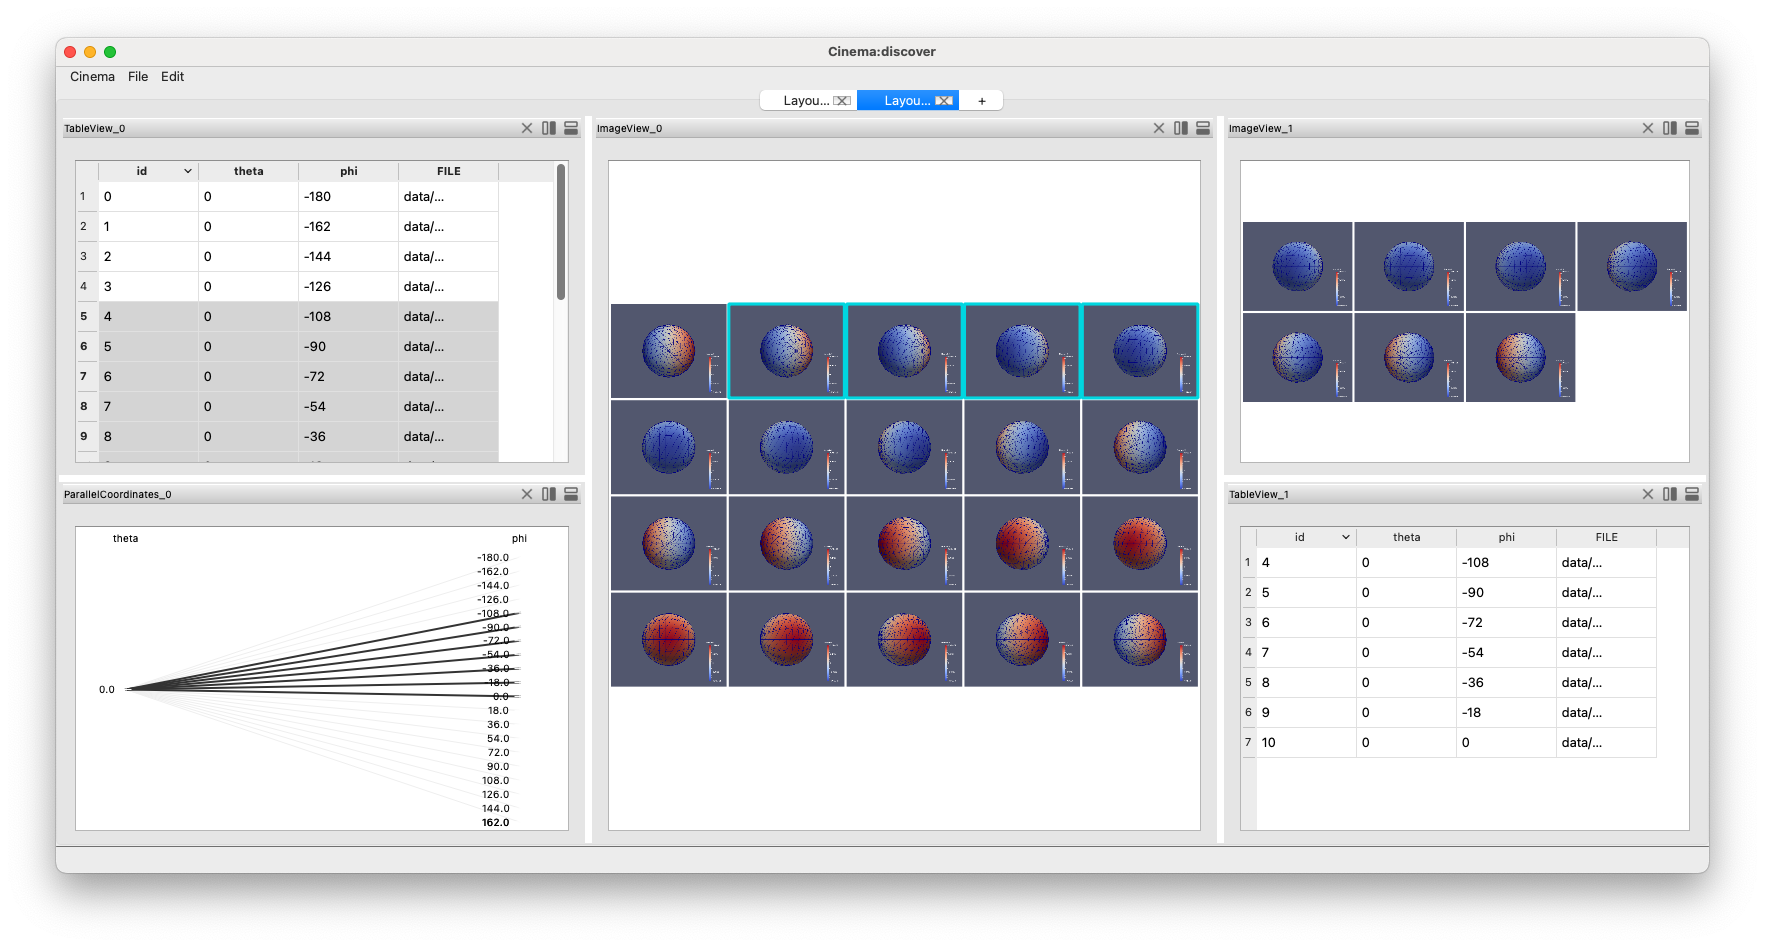 Cinema:discover
Cinema File Edit
Layou... Layou... +
TableView_0
id theta phi FILE
1 0 0 -180 data/...
2 1 0 -162 data/...
3 2 0 -144 data/...
4 3 0 -126 data/...
5 4 0 -108 data/...
6 5 0 -90 data/...
7 6 0 -72 data/...
8 7 0 -54 data/...
9 8 0 -36 data/...
ParallelCoordinates_0
theta phi
-180.0
-162.0
-144.0
-126.0
-108.0
-90.0
-72.0
-54.0
-36.0
-18.0
0.0
0.0
18.0
36.0
54.0
72.0
90.0
108.0
126.0
144.0
162.0
ImageView_0
ImageView_1
TableView_1
id theta phi FILE
1 4 0 -108 data/...
2 5 0 -90 data/...
3 6 0 -72 data/...
4 7 0 -54 data/...
5 8 0 -36 data/...
6 9 0 -18 data/...
7 10 0 0 data/...